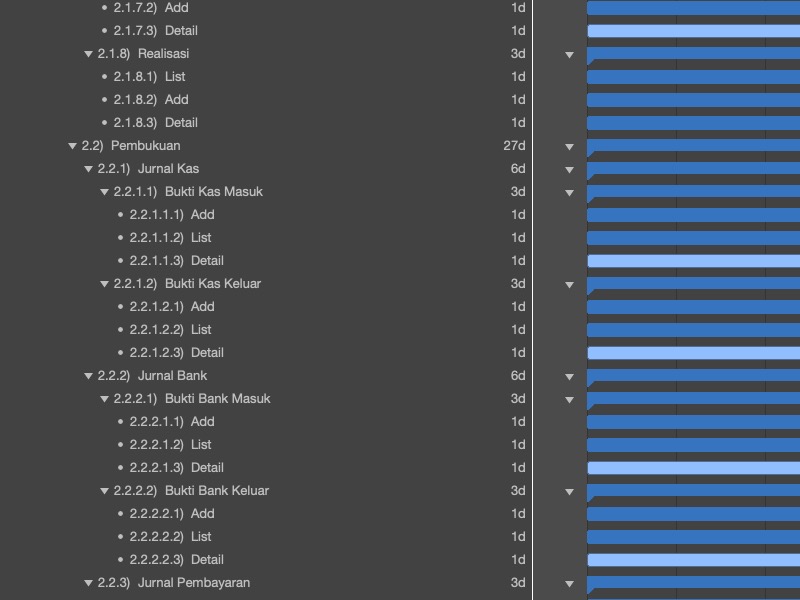 2.1.7.2) Add 1d
2.1.7.3) Detail 1d
2.1.8) Realisasi 3d
2.1.8.1) List 1d
2.1.8.2) Add 1d
2.1.8.3) Detail 1d
2.2) Pembukuan 27d
2.2.1) Jurnal Kas 6d
2.2.1.1) Bukti Kas Masuk 3d
2.2.1.1.1) Add 1d
2.2.1.1.2) List 1d
2.2.1.1.3) Detail 1d
2.2.1.2) Bukti Kas Keluar 3d
2.2.1.2.1) Add 1d
2.2.1.2.2) List 1d
2.2.1.2.3) Detail 1d
2.2.2) Jurnal Bank 6d
2.2.2.1) Bukti Bank Masuk 3d
2.2.2.1.1) Add 1d
2.2.2.1.2) List 1d
2.2.2.1.3) Detail 1d
2.2.2.2) Bukti Bank Keluar 3d
2.2.2.2.1) Add 1d
2.2.2.2.2) List 1d
2.2.2.2.3) Detail 1d
2.2.3) Jurnal Pembayaran 3d